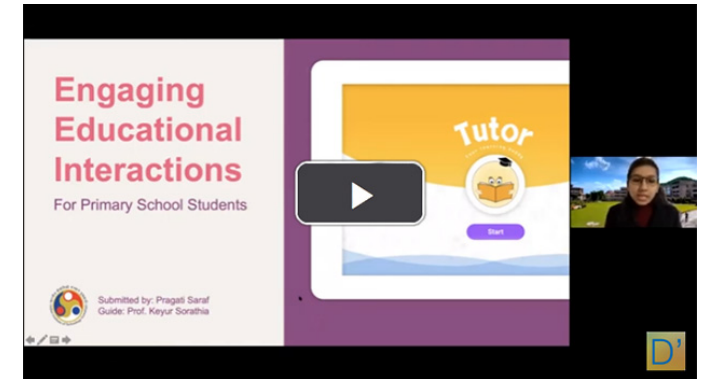 Engaging
Educational
Interactions
For Primary School Students
Submitted by: Pragati Saraf
Guide: Prof. Keyur Sorathia
Tutor
Start
D'